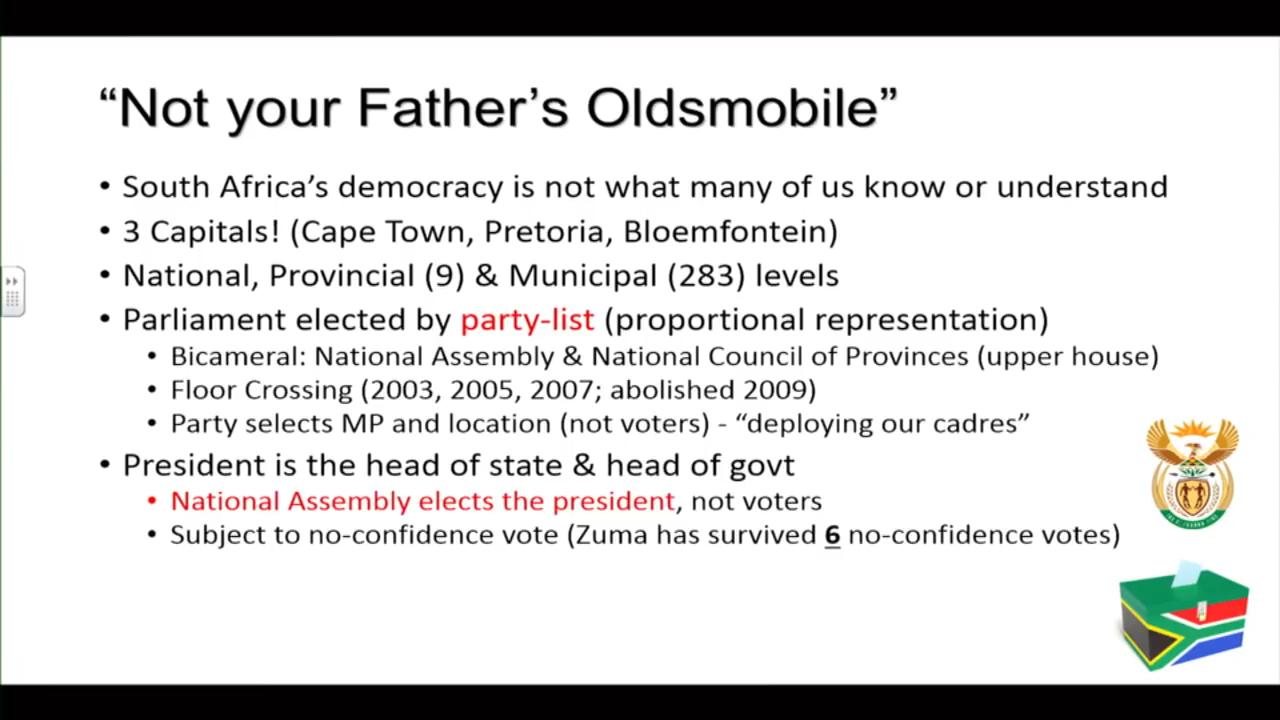 “Not your Father’s Oldsmobile”
• South Africa’s democracy is not what many of us know or understand
• 3 Capitals! (Cape Town, Pretoria, Bloemfontein)
• National, Provincial (9) & Municipal (283) levels
• Parliament elected by party-list (proportional representation)
• Bicameral: National Assembly & National Council of Provinces (upper house)
• Floor Crossing (2003, 2005, 2007; abolished 2009)
• Party selects MP and location (not voters) - “deploying our cadres”
• President is the head of state & head of govt
• National Assembly elects the president, not voters
• Subject to no-confidence vote (Zuma has survived 6 no-confidence votes)